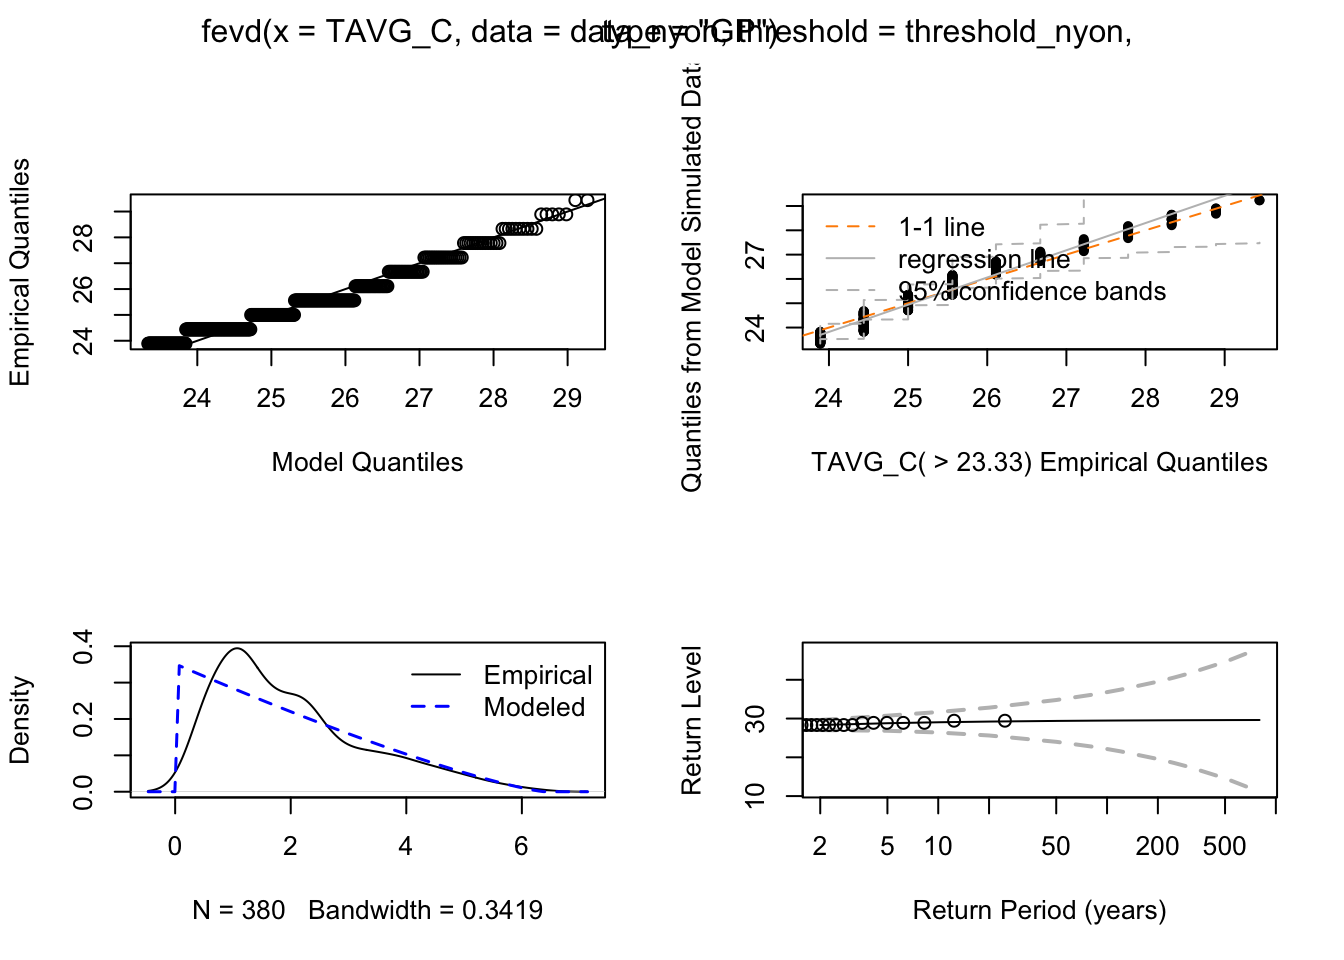 fevd(x = TAVG_C, data = data_nyon, threshold = threshold_nyon,
type = "GP")
Empirical Quantiles
24 26 28
24 25 26 27 28 29
Model Quantiles
Quantiles from Model Simulated Dat
24 27
1-1 line
regression line
95% confidence bands
24 25 26 27 28 29
TAVG_C( > 23.33) Empirical Quantiles
Density
0.0 0.2 0.4
Empirical
Modeled
0 2 4 6
N = 380 Bandwidth = 0.3419
Return Level
10 30
2 5 10 50 200 500
Return Period (years)